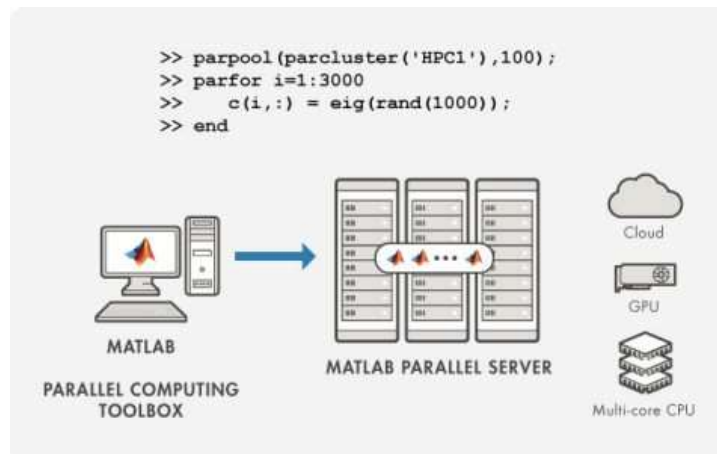 >> parpool(parcluster('HPC1'),100);
>> parfor i=1:3000
>>    c(i,:) = eig(rand(1000));
>> end
MATLAB
PARALLEL COMPUTING
TOOLBOX
MATLAB PARALLEL SERVER
Cloud
GPU
Multi-core CPU